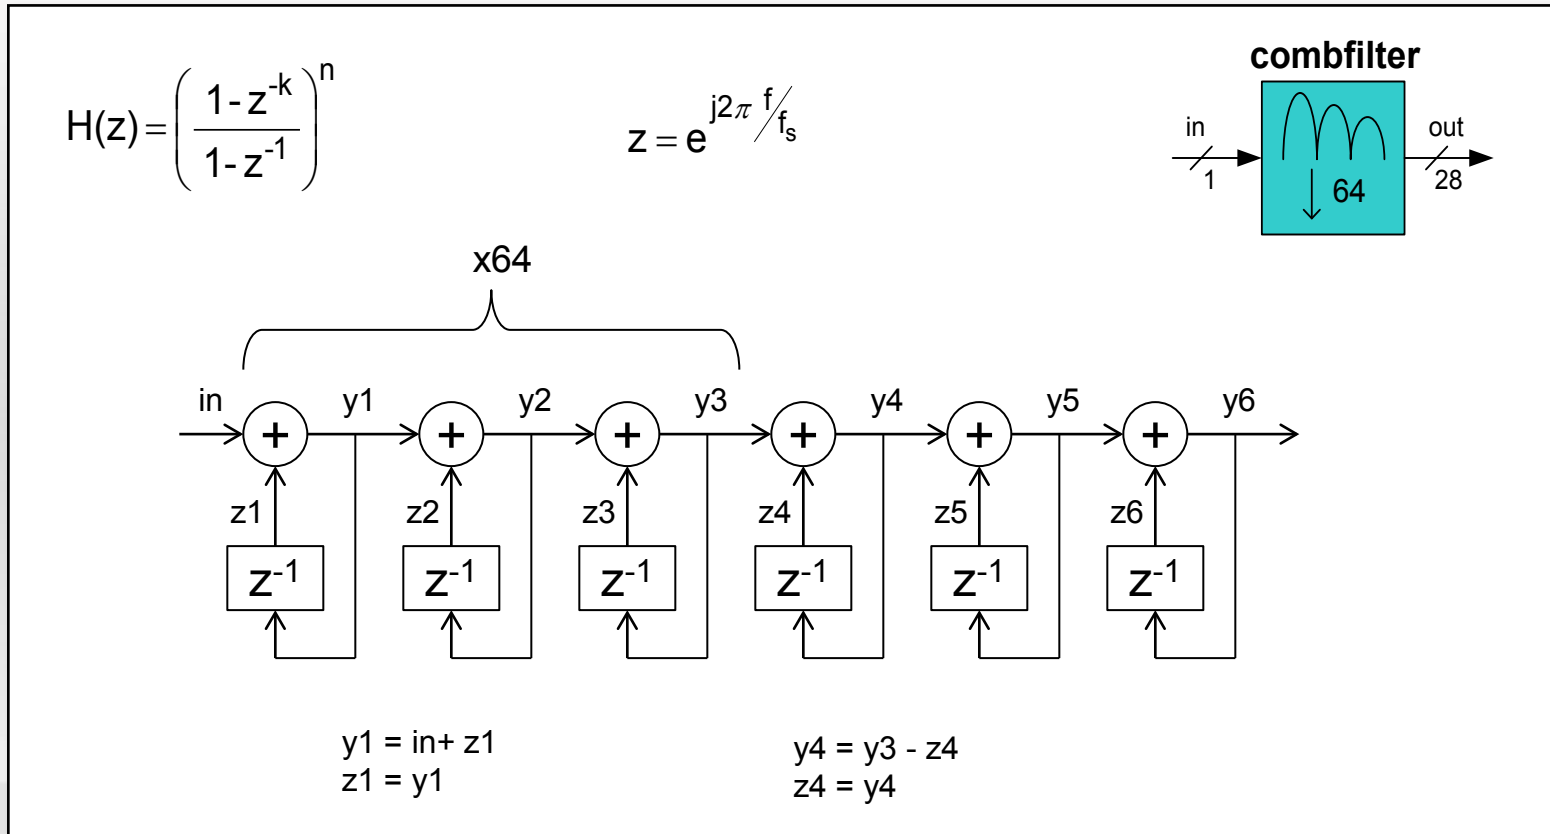 combfilter
H(z) = ( 1 - z^-k / 1 - z^-1 )^n
z = e^j2π f/fs
in
1
64
out
28
x64
in + y1 + y2 + y3 + y4 + y5 + y6
z1 z2 z3 z4 z5 z6
z^-1 z^-1 z^-1 z^-1 z^-1 z^-1
y1 = in+ z1
z1 = y1
y4 = y3 - z4
z4 = y4